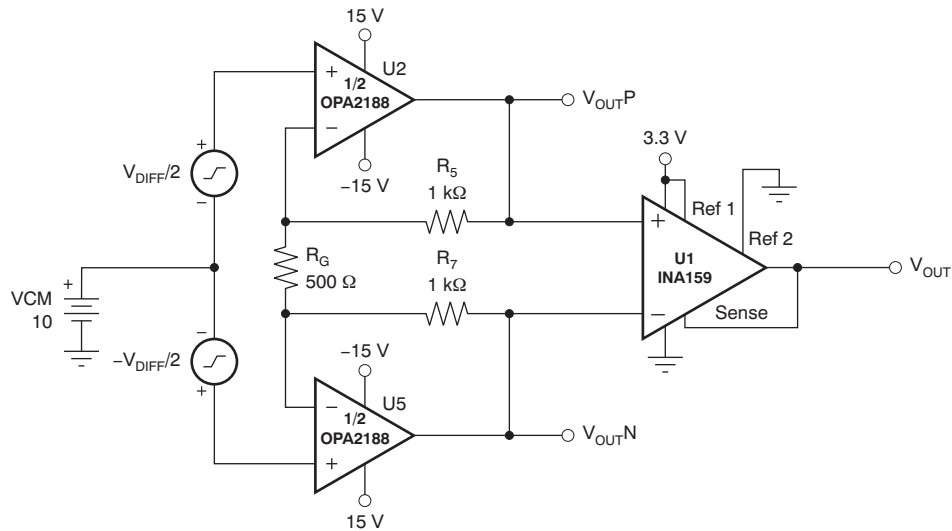 15 V
U2
+
1/2
OPA2188
−
V_OUTP
−15 V
3.3 V
+
V_DIFF/2
−
R_5
1 kΩ
Ref 1
Ref 2
+
R_G
500 Ω
U1
INA159
V_OUT
R_7
1 kΩ
+
VCM
10
−
Sense
−
−V_DIFF/2
+
−15 V
U5
−
1/2
OPA2188
+
V_OUTN
15 V